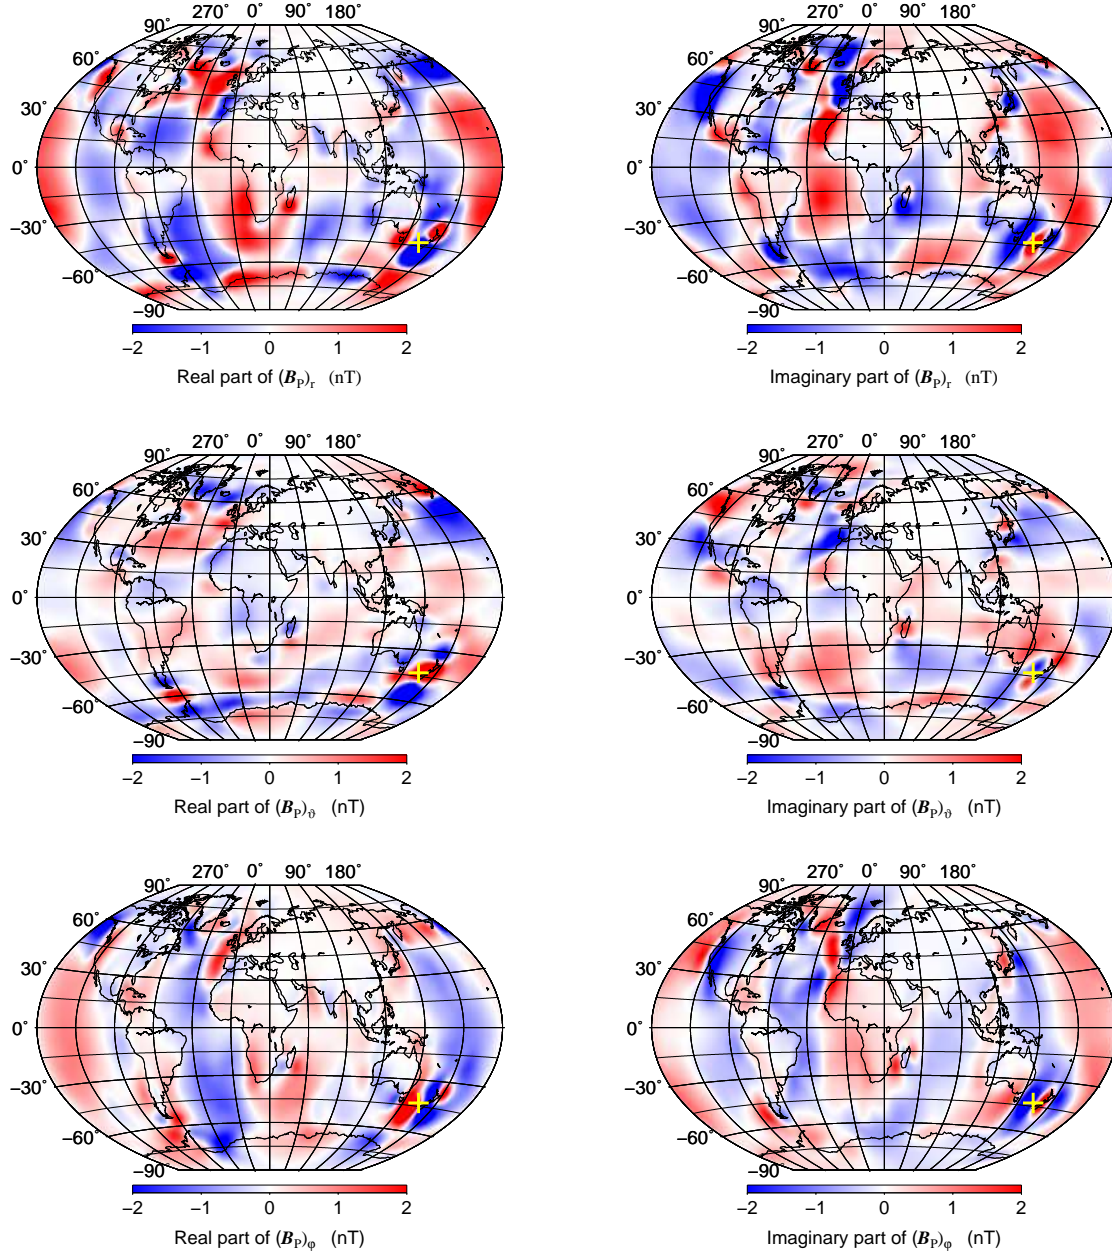 270° 0° 90° 180° 270° 0° 90° 180°
90° 90°
60° 60°
30° 30°
0° 0°
−30° −30°
−60° −60°
−90 −90
−2 −1 0 1 2 −2 −1 0 1 2
Real part of (B_P)_r (nT) Imaginary part of (B_P)_r (nT)
270° 0° 90° 180° 270° 0° 90° 180°
90° 90°
60° 60°
30° 30°
0° 0°
−30° −30°
−60° −60°
−90 −90
−2 −1 0 1 2 −2 −1 0 1 2
Real part of (B_P)_ϑ (nT) Imaginary part of (B_P)_ϑ (nT)
270° 0° 90° 180° 270° 0° 90° 180°
90° 90°
60° 60°
30° 30°
0° 0°
−30° −30°
−60° −60°
−90 −90
−2 −1 0 1 2 −2 −1 0 1 2
Real part of (B_P)_φ (nT) Imaginary part of (B_P)_φ (nT)